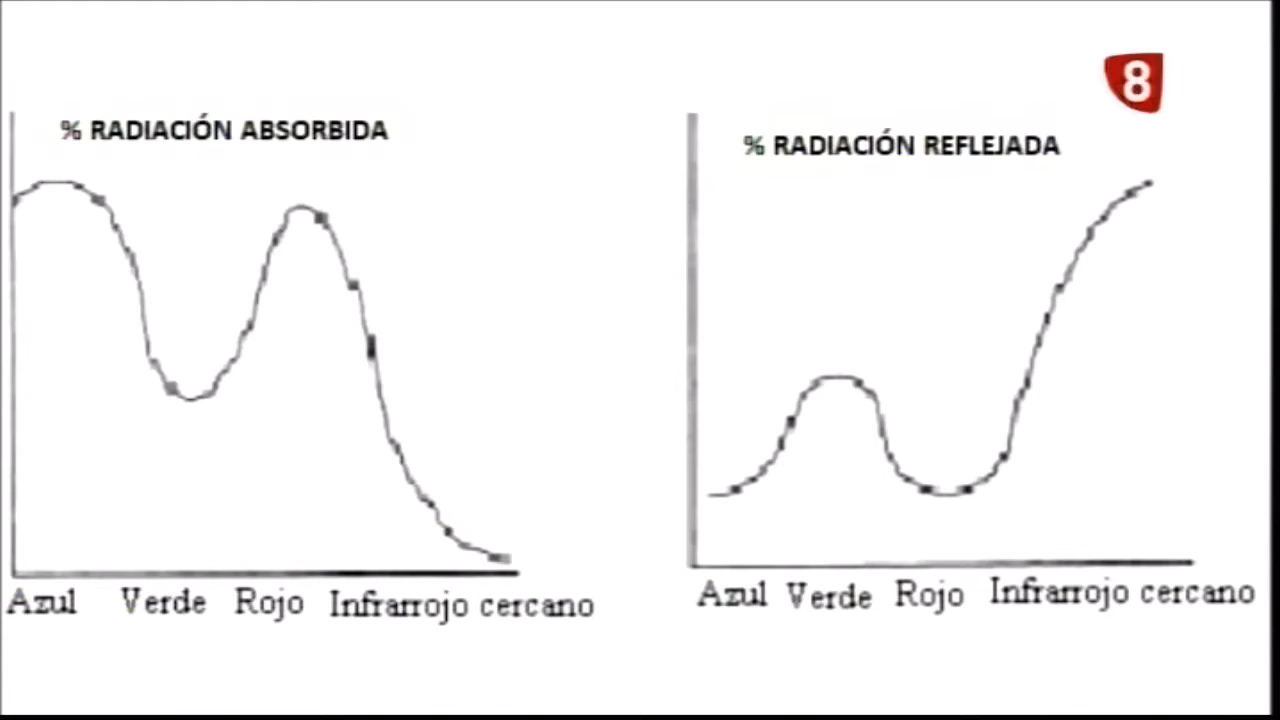 8
% RADIACIÓN ABSORBIDA
% RADIACIÓN REFLEJADA
Azul Verde Rojo Infrarrojo cercano
Azul Verde Rojo Infrarrojo cercano